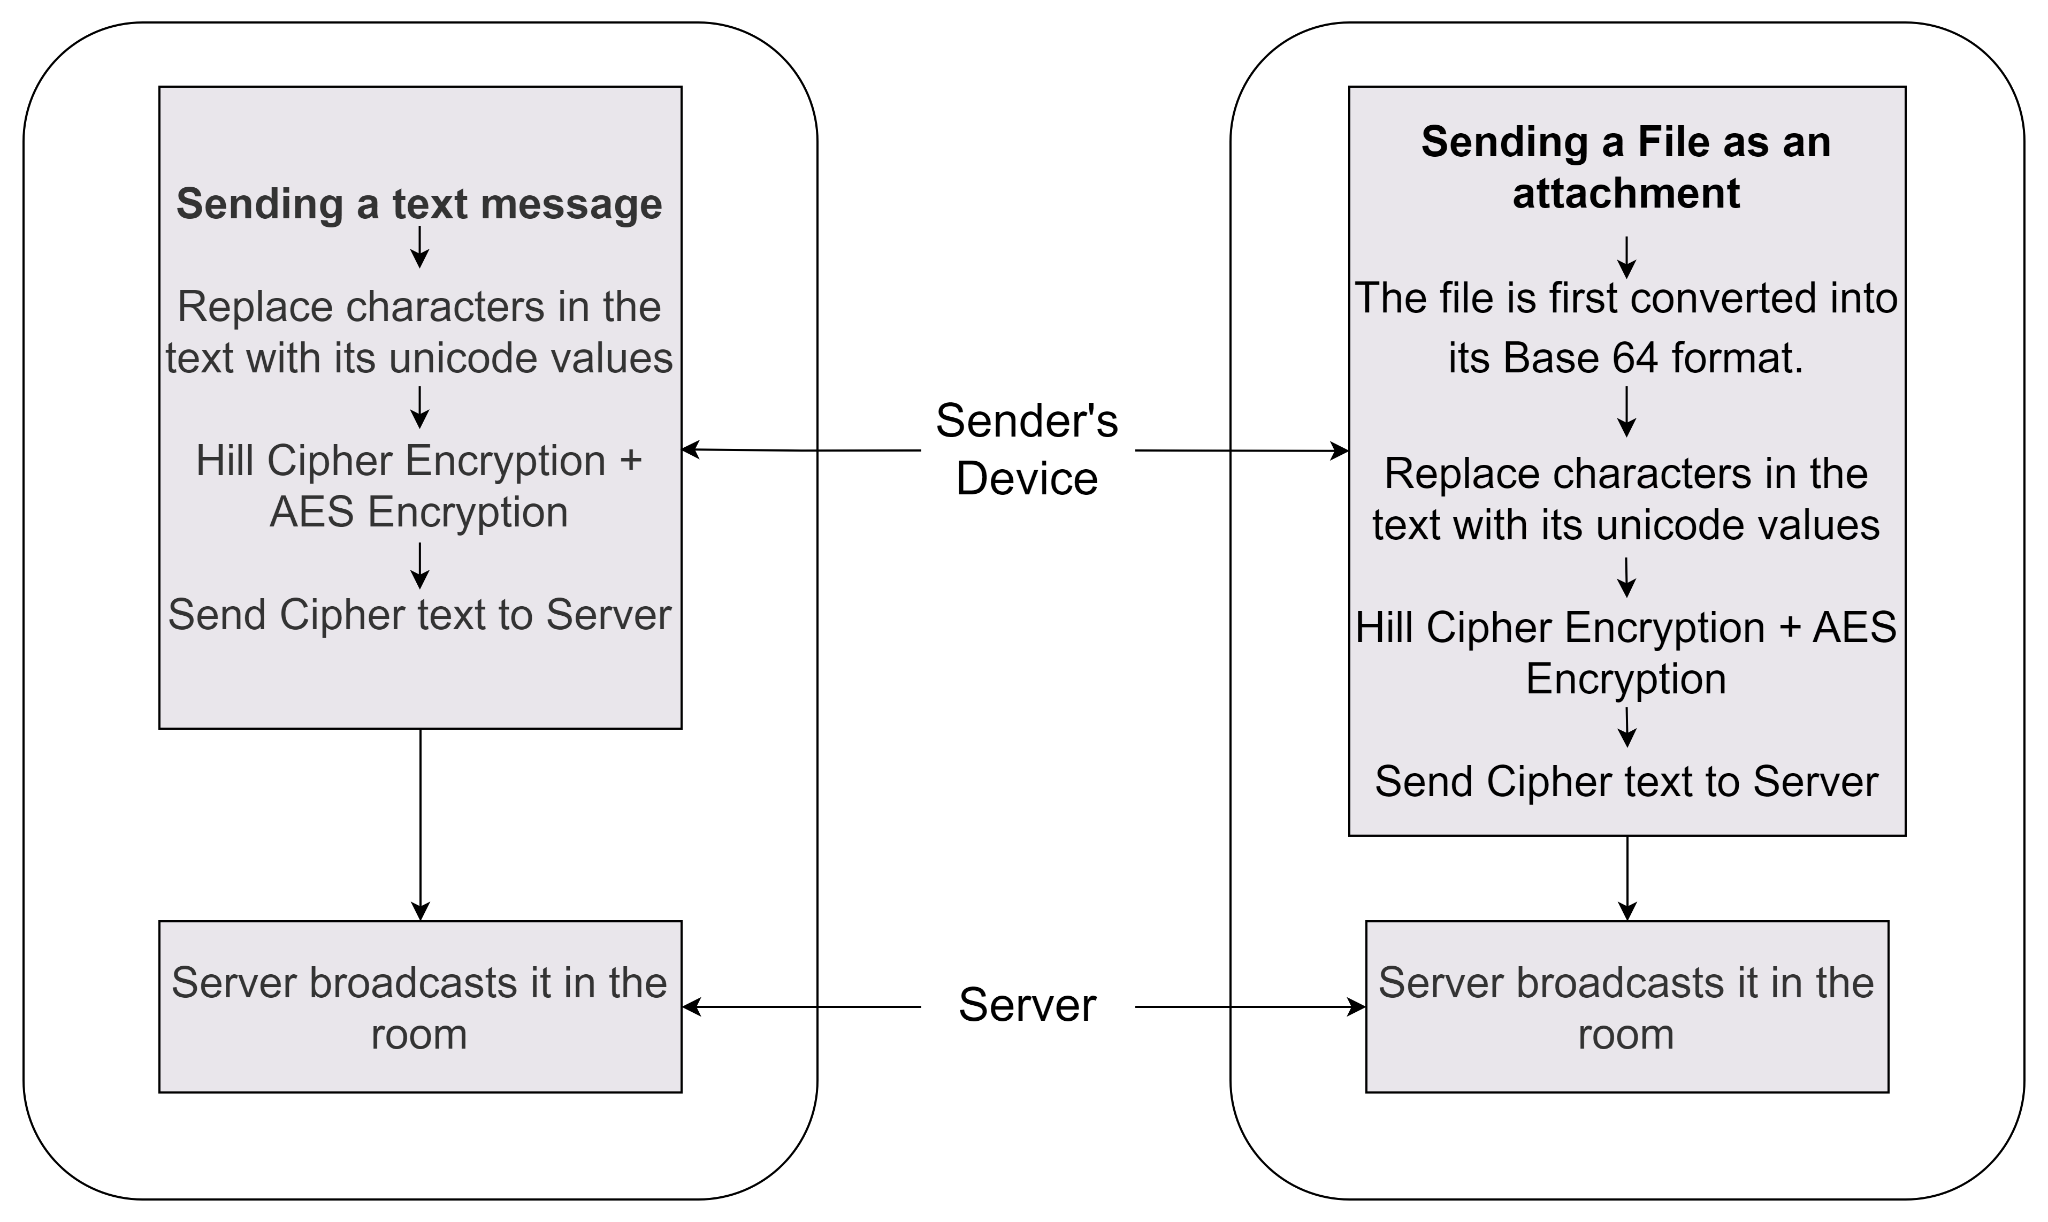 Sending a text message
Replace characters in the
text with its unicode values
Hill Cipher Encryption +
AES Encryption
Send Cipher text to Server
Server broadcasts it in the
room
Sender's
Device
Server
Sending a File as an
attachment
The file is first converted into
its Base 64 format.
Replace characters in the
text with its unicode values
Hill Cipher Encryption + AES
Encryption
Send Cipher text to Server
Server broadcasts it in the
room